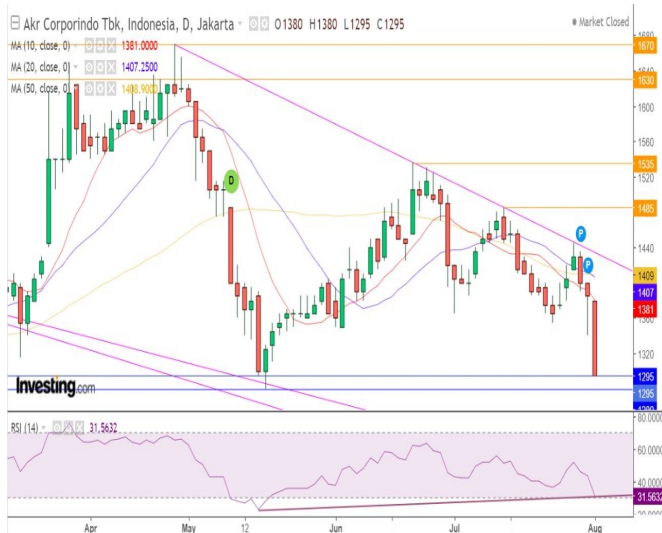 Akr Corporindo Tbk, Indonesia, D, Jakarta O1380 H1380 L1295 C1295
Market Closed
MA (10, close, 0) 1381.0000
MA (20, close, 0) 1407.2500
MA (50, close, 0) 1408.9000
D
P
P
1680
1670
1640
1630
1600
1560
1535
1520
1485
1440
1409
1407
1381
1360
1320
1295
1295
Investing.com
RSI (14) 31.5632
80.0000
60.0000
40.0000
31.5632
Apr
May
12
Jun
Jul
Aug